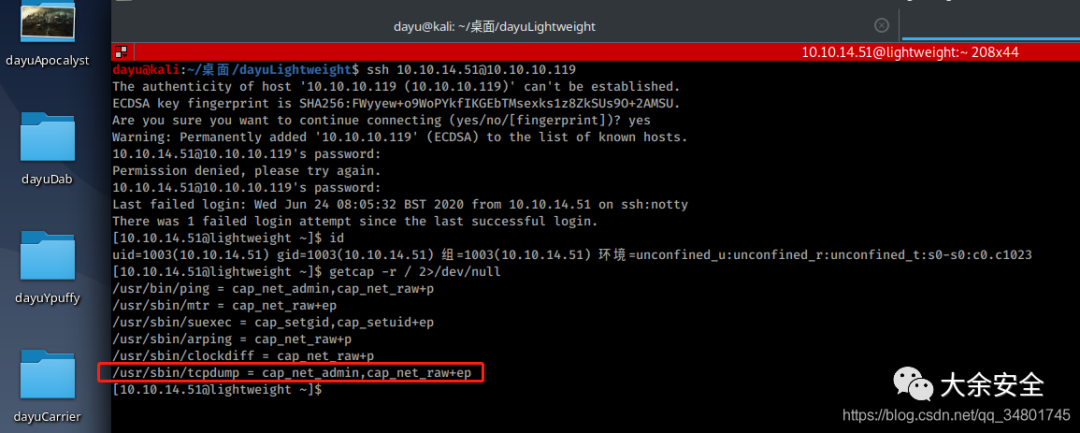 dayu@kali: ~/桌面/dayuLightweight
10.10.14.51@lightweight:~ 208x44
dayuApocalyst
dayuDab
dayuYpuffy
dayuCarrier
dayu@kali:~/桌面/dayuLightweight$ ssh 10.10.14.51@10.10.10.119
The authenticity of host '10.10.10.119 (10.10.10.119)' can't be established.
ECDSA key fingerprint is SHA256:FWyyew+o9WoPYkfIKGEbTMsexks1z8ZkSUs9O+2AMSU.
Are you sure you want to continue connecting (yes/no/[fingerprint])? yes
Warning: Permanently added '10.10.10.119' (ECDSA) to the list of known hosts.
10.10.14.51@10.10.10.119's password:
Permission denied, please try again.
10.10.14.51@10.10.10.119's password:
Last failed login: Wed Jun 24 08:05:32 BST 2020 from 10.10.14.51 on ssh:notty
There was 1 failed login attempt since the last successful login.
[10.10.14.51@lightweight ~]$ id
uid=1003(10.10.14.51) gid=1003(10.10.14.51) 组=1003(10.10.14.51) 环境=unconfined_u:unconfined_r:unconfined_t:s0-s0:c0.c1023
[10.10.14.51@lightweight ~]$ getcap -r / 2>/dev/null
/usr/bin/ping = cap_net_admin,cap_net_raw+p
/usr/sbin/mtr = cap_net_raw+ep
/usr/sbin/suexec = cap_setgid,cap_setuid+ep
/usr/sbin/arping = cap_net_raw+p
/usr/sbin/clockdiff = cap_net_raw+p
/usr/sbin/tcpdump = cap_net_admin,cap_net_raw+ep
[10.10.14.51@lightweight ~]$
大余安全
https://blog.csdn.net/qq_34801745